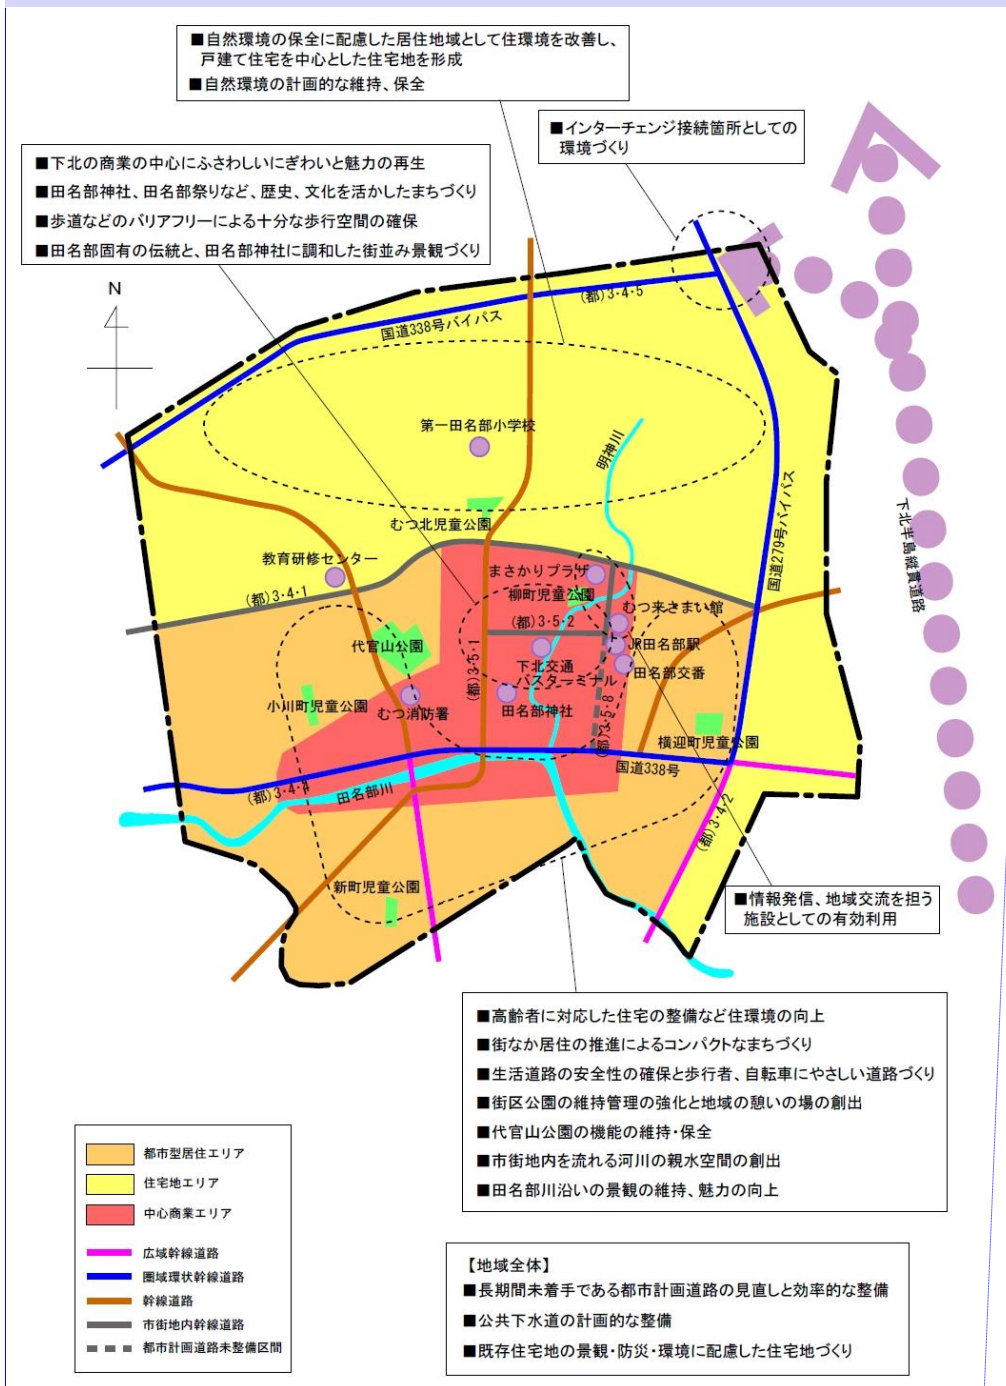 ■自然環境の保全に配慮した居住地域として住環境を改善し、
戸建て住宅を中心とした住宅地を形成
■自然環境の計画的な維持、保全
■インターチェンジ接続箇所としての
環境づくり
■下北の商業の中心にふさわしいにぎわいと魅力の再生
■田名部神社、田名部祭りなど、歴史、文化を活かしたまちづくり
■歩道などのバリアフリーによる十分な歩行空間の確保
■田名部固有の伝統と、田名部神社に調和した街並み景観づくり
N
(都)3・4・5
国道338号バイパス
第一田名部小学校
明神川
国道279号バイパス
下北半島縦貫道路
むつ北児童公園
教育研修センター
まさかりプラザ
(都)3・4・1
柳町児童公園
むつ来さまい館
(都)3・5・2
代官山公園
(都)3・5・1
JR田名部駅
下北交通
バスターミナル
田名部交番
小川町児童公園
むつ消防署
田名部神社
(都)3・5・8
横迎町児童公園
国道338号
(都)3・4・4
田名部川
(都)3・4・2
新町児童公園
■情報発信、地域交流を担う
施設としての有効利用
■高齢者に対応した住宅の整備など住環境の向上
■街なか居住の推進によるコンパクトなまちづくり
■生活道路の安全性の確保と歩行者、自転車にやさしい道路づくり
■街区公園の維持管理の強化と地域の憩いの場の創出
■代官山公園の機能の維持・保全
■市街地内を流れる河川の親水空間の創出
■田名部川沿いの景観の維持、魅力の向上
都市型居住エリア
住宅地エリア
中心商業エリア
広域幹線道路
圏域環状幹線道路
幹線道路
市街地内幹線道路
都市計画道路未整備区間
【地域全体】
■長期間未着手である都市計画道路の見直しと効率的な整備
■公共下水道の計画的な整備
■既存住宅地の景観・防災・環境に配慮した住宅地づくり